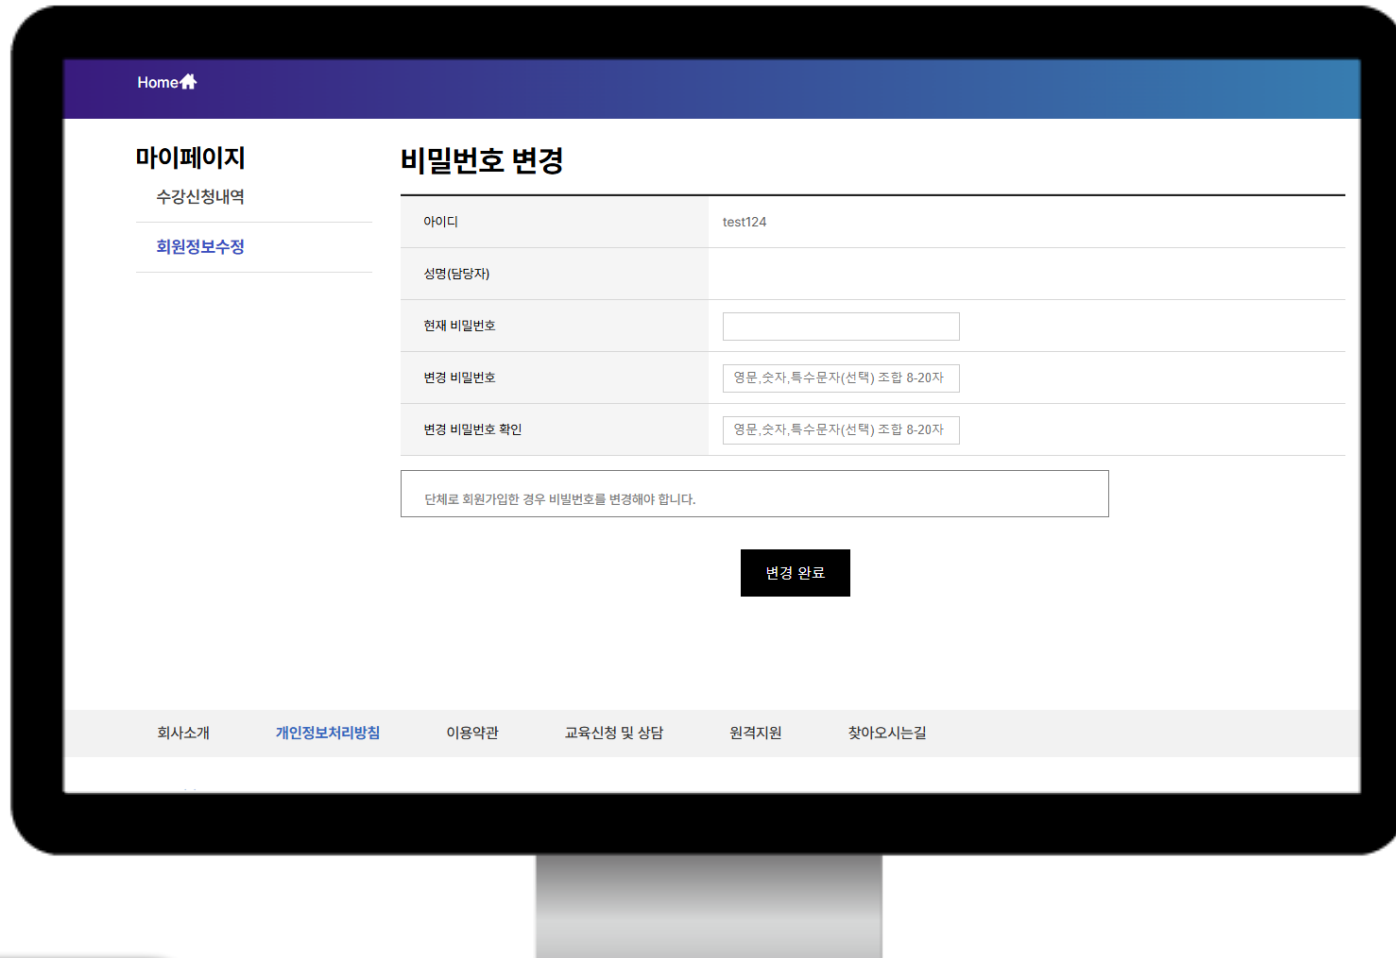 Home
마이페이지
수강신청내역
회원정보수정
비밀번호 변경
아이디 test124
성명(담당자)
현재 비밀번호
변경 비밀번호 영문,숫자,특수문자(선택) 조합 8-20자
변경 비밀번호 확인 영문,숫자,특수문자(선택) 조합 8-20자
단체로 회원가입한 경우 비빌번호를 변경해야 합니다.
변경 완료
회사소개 개인정보처리방침 이용약관 교육신청 및 상담 원격지원 찾아오시는길